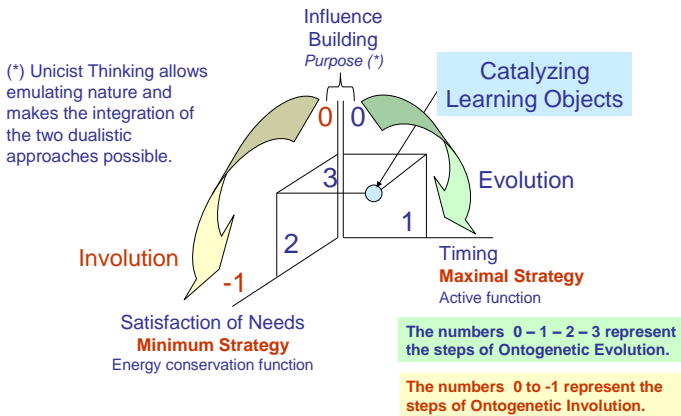 Influence
Building
Purpose (*)
(*) Unicist Thinking allows
emulating nature and
makes the integration of
the two dualistic
approaches possible.
Catalyzing
Learning Objects
0 0
3
Evolution
2
1
Involution
-1
Timing
Maximal Strategy
Active function
Satisfaction of Needs
Minimum Strategy
Energy conservation function
The numbers 0 – 1 – 2 – 3 represent
the steps of Ontogenetic Evolution.
The numbers 0 to -1 represent the
steps of Ontogenetic Involution.